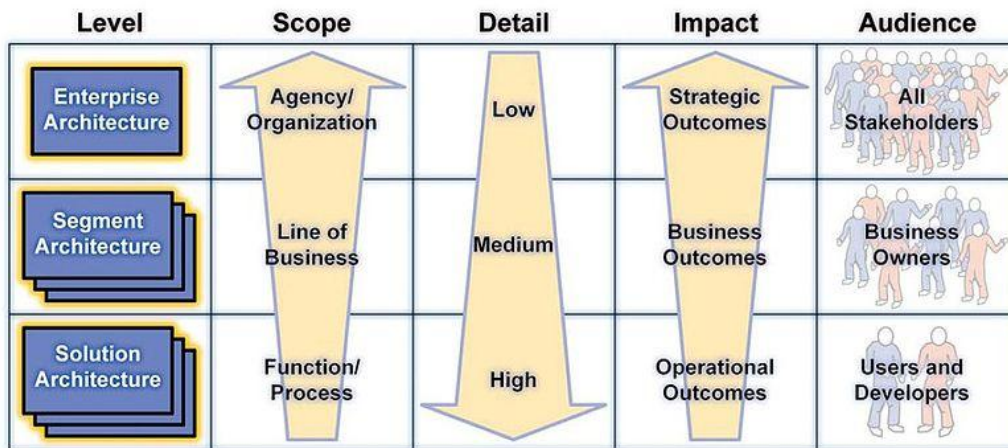 Level Scope Detail Impact Audience
Enterprise
Architecture
Agency/
Organization
Low
Strategic
Outcomes
All
Stakeholders
Segment
Architecture
Line of
Business
Medium
Business
Outcomes
Business
Owners
Solution
Architecture
Function/
Process
High
Operational
Outcomes
Users and
Developers